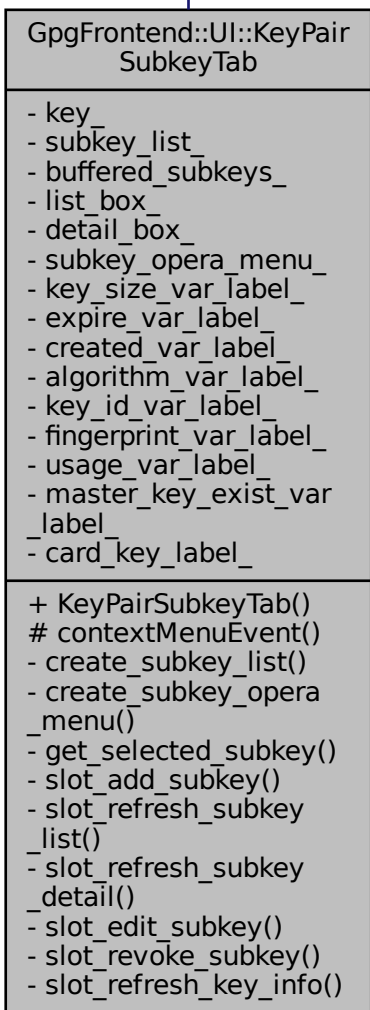 GpgFrontend::UI::KeyPair
SubkeyTab
- key_
- subkey_list_
- buffered_subkeys_
- list_box_
- detail_box_
- subkey_opera_menu_
- key_size_var_label_
- expire_var_label_
- created_var_label_
- algorithm_var_label_
- key_id_var_label_
- fingerprint_var_label_
- usage_var_label_
- master_key_exist_var
_label_
- card_key_label_
+ KeyPairSubkeyTab()
# contextMenuEvent()
- create_subkey_list()
- create_subkey_opera
_menu()
- get_selected_subkey()
- slot_add_subkey()
- slot_refresh_subkey
_list()
- slot_refresh_subkey
_detail()
- slot_edit_subkey()
- slot_revoke_subkey()
- slot_refresh_key_info()